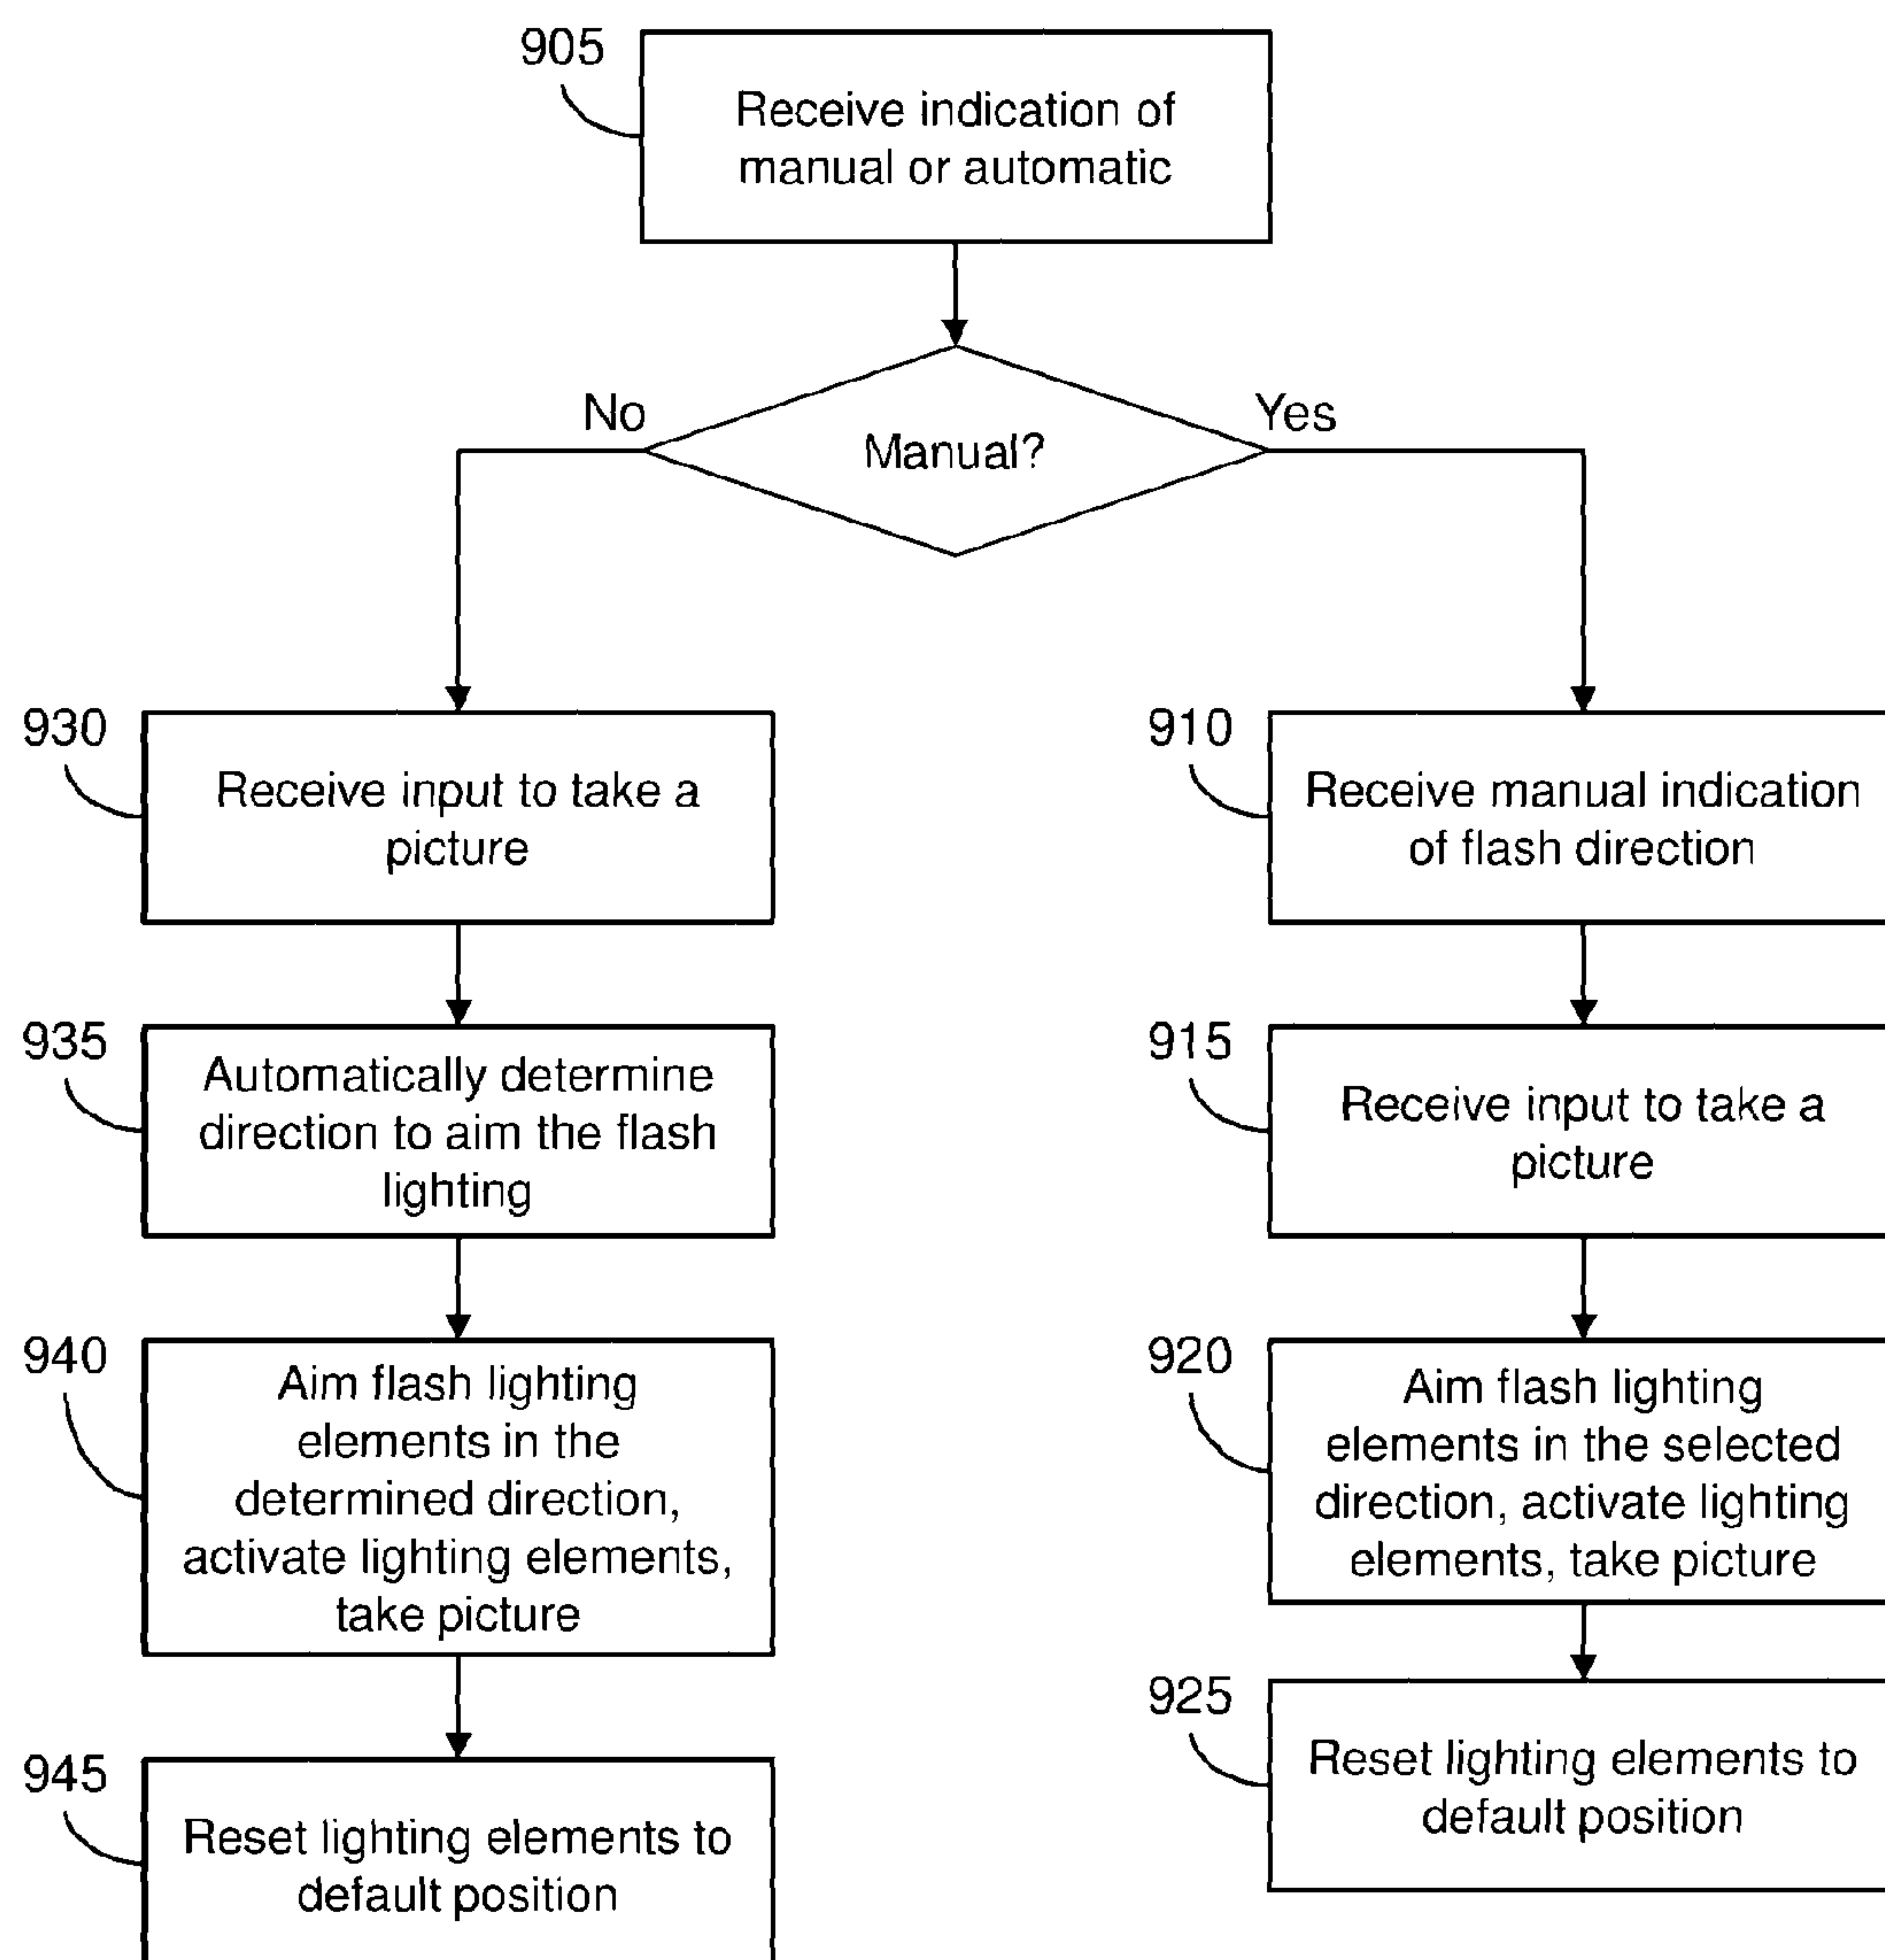 905
Receive indication of
manual or automatic
No
Manual?
Yes
930
Receive input to take a
picture
935
Automatically determine
direction to aim the flash
lighting
940
Aim flash lighting
elements in the
determined direction,
activate lighting elements,
take picture
945
Reset lighting elements to
default position
910
Receive manual indication
of flash direction
915
Receive input to take a
picture
920
Aim flash lighting
elements in the selected
direction, activate lighting
elements, take picture
925
Reset lighting elements to
default position